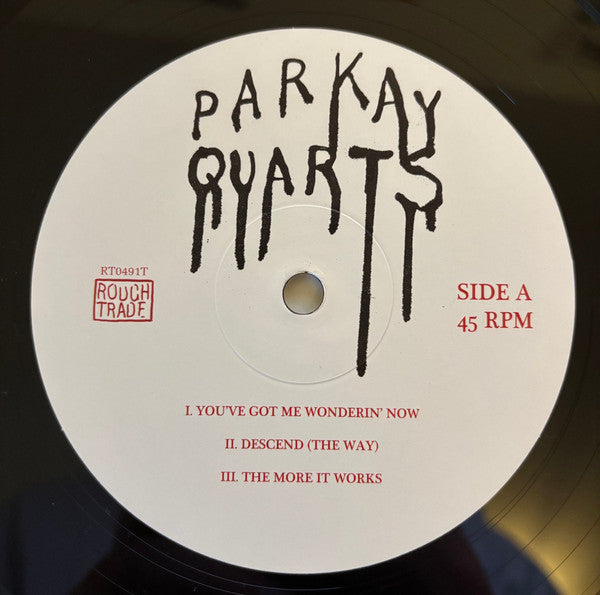 PARKAY
QUARTS
RT0491T
ROUGH
TRADE
SIDE A
45 RPM
I. YOU'VE GOT ME WONDERIN' NOW
II. DESCEND (THE WAY)
III. THE MORE IT WORKS